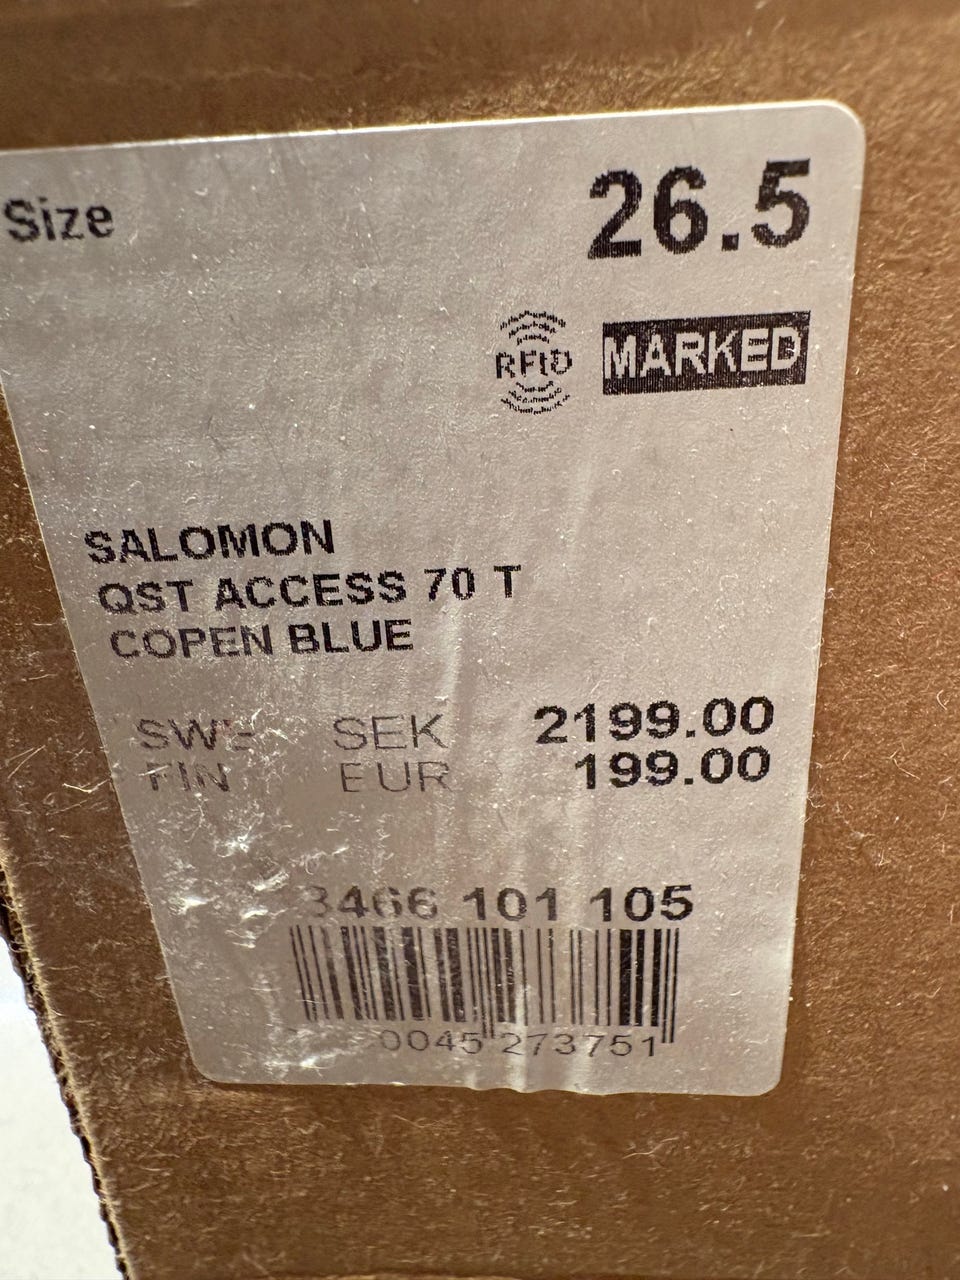 Size 26.5
RFID MARKED
SALOMON
QST ACCESS 70 T
COPEN BLUE
SWE SEK 2199.00
FIN EUR 199.00
3466 101 105
0045 273751